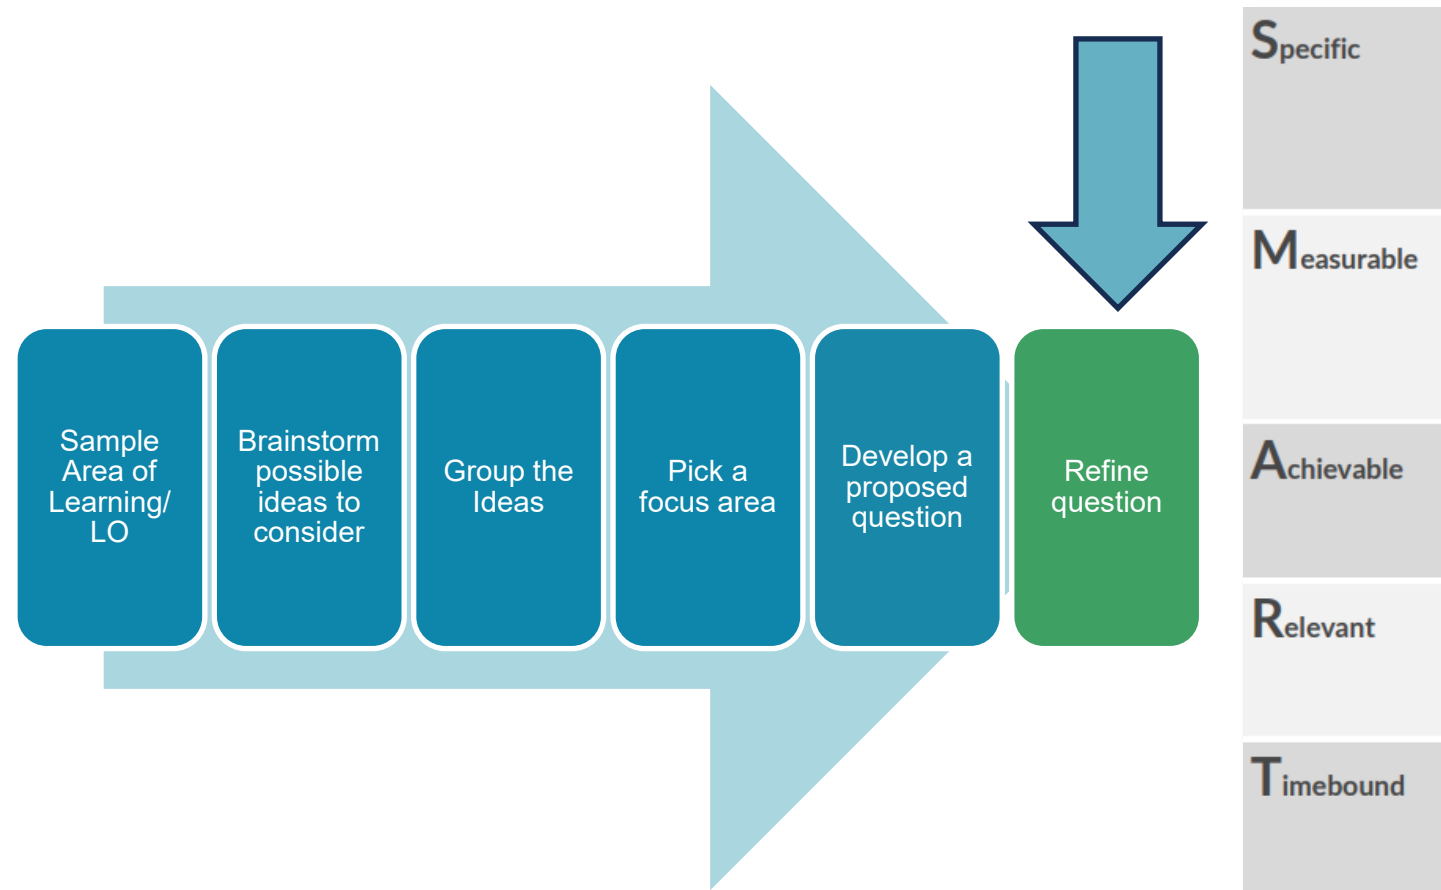 Sample
Area of
Learning/
LO
Brainstorm
possible
ideas to
consider
Group the
Ideas
Pick a
focus area
Develop a
proposed
question
Refine
question
Specific
Measurable
Achievable
Relevant
Timebound